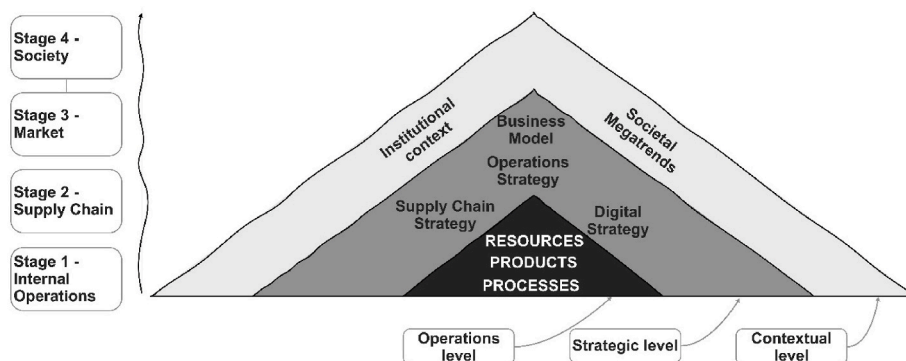 Stage 4 -
Society
Stage 3 -
Market
Stage 2 -
Supply Chain
Stage 1 -
Internal
Operations
Institutional
context
Societal
Megatrends
Business
Model
Operations
Strategy
Supply Chain
Strategy
Digital
Strategy
RESOURCES
PRODUCTS
PROCESSES
Operations
level
Strategic level
Contextual
level